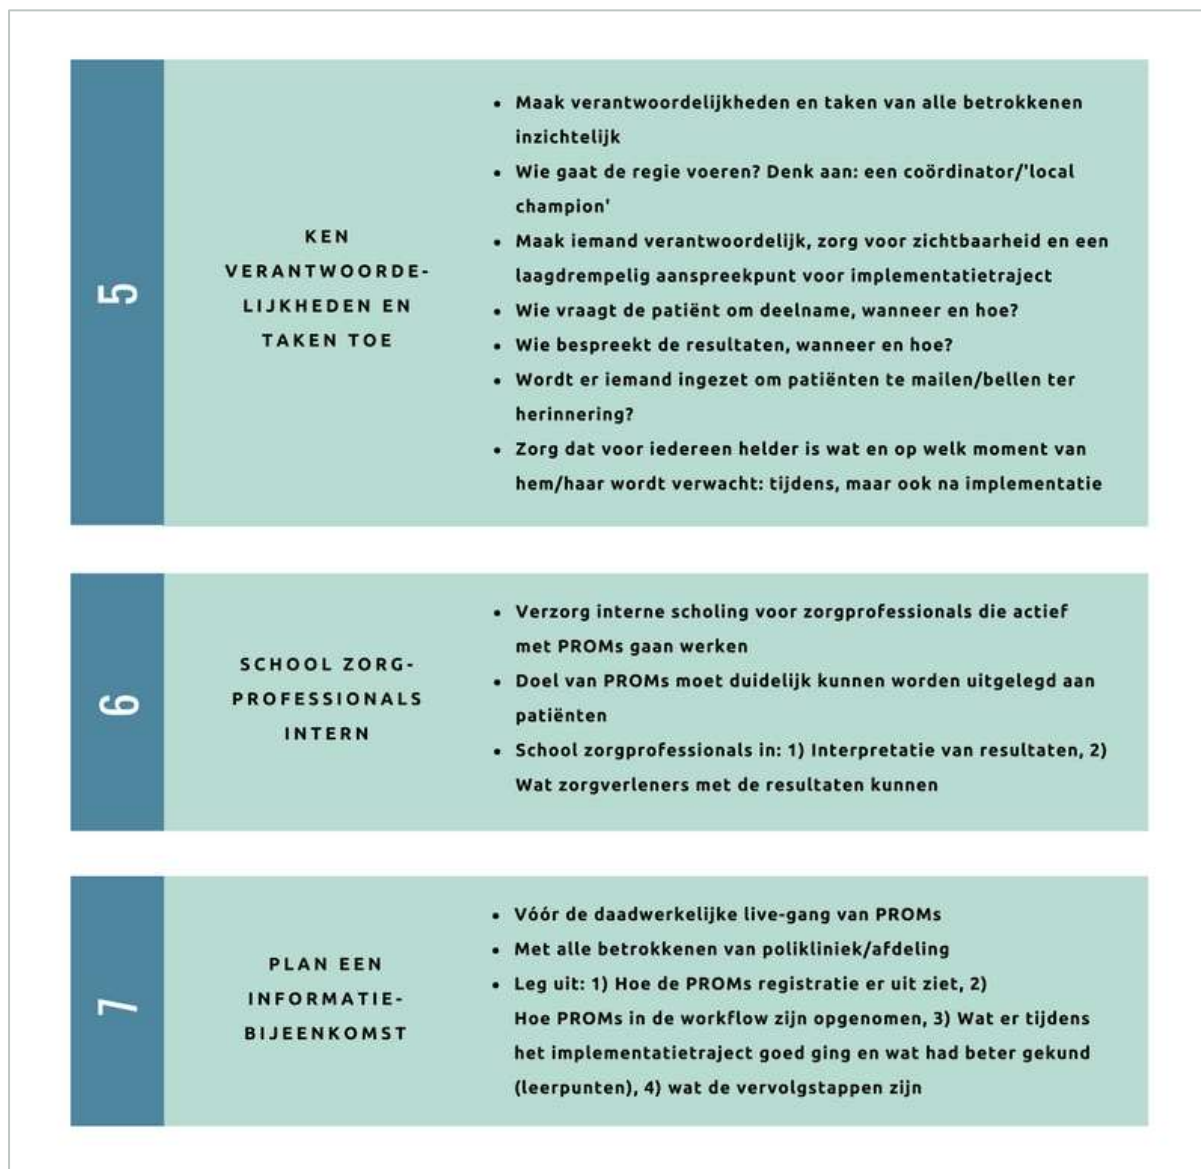 5
KEN
VERANTWOORDE-
LIJKHEDEN EN
TAKEN TOE
• Maak verantwoordelijkheden en taken van alle betrokkenen
inzichtelijk
• Wie gaat de regie voeren? Denk aan: een coördinator/'local
champion'
• Maak iemand verantwoordelijk, zorg voor zichtbaarheid en een
laagdrempelig aanspreekpunt voor implementatietraject
• Wie vraagt de patiënt om deelname, wanneer en hoe?
• Wie bespreekt de resultaten, wanneer en hoe?
• Wordt er iemand ingezet om patiënten te mailen/bellen ter
herinnering?
• Zorg dat voor iedereen helder is wat en op welk moment van
hem/haar wordt verwacht: tijdens, maar ook na implementatie
6
SCHOOL ZORG-
PROFESSIONALS
INTERN
• Verzorg interne scholing voor zorgprofessionals die actief
met PROMs gaan werken
• Doel van PROMs moet duidelijk kunnen worden uitgelegd aan
patiënten
• School zorgprofessionals in: 1) Interpretatie van resultaten, 2)
Wat zorgverleners met de resultaten kunnen
7
PLAN EEN
INFORMATIE-
BIJEENKOMST
• Vóór de daadwerkelijke live-gang van PROMs
• Met alle betrokkenen van polikliniek/afdeling
• Leg uit: 1) Hoe de PROMs registratie er uit ziet, 2)
Hoe PROMs in de workflow zijn opgenomen, 3) Wat er tijdens
het implementatietraject goed ging en wat had beter gekund
(leerpunten), 4) wat de vervolgstappen zijn